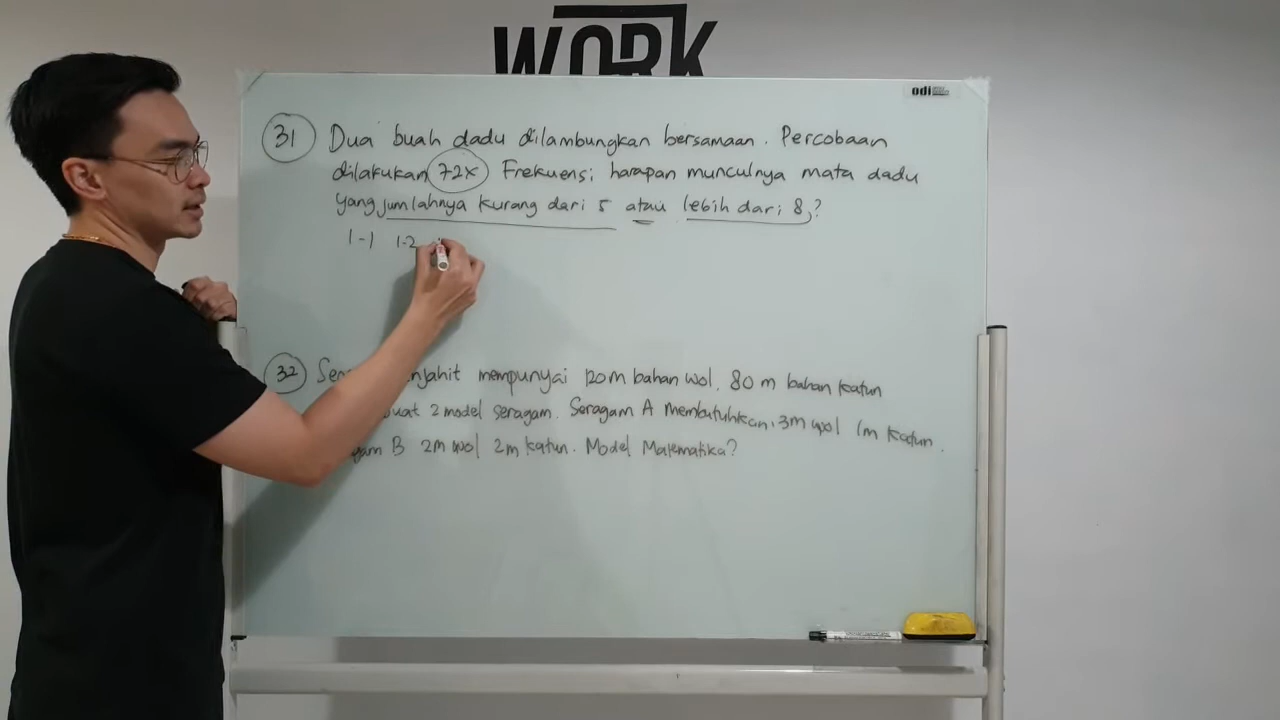 WORK
odi
31 Dua buah dadu dilambungkan bersamaan. Percobaan
dilakukan 72x Frekuensi harapan munculnya mata dadu
yang jumlahnya kurang dari 5 atau lebih dari 8,?
1-1 1-2
32 mempunyai 120m bahan wol, 80 m bahan katun
2 model seragam. Seragam A membutuhkan, 3m wol 1m katun.
B 2m wol 2m katun. Model Matematika?